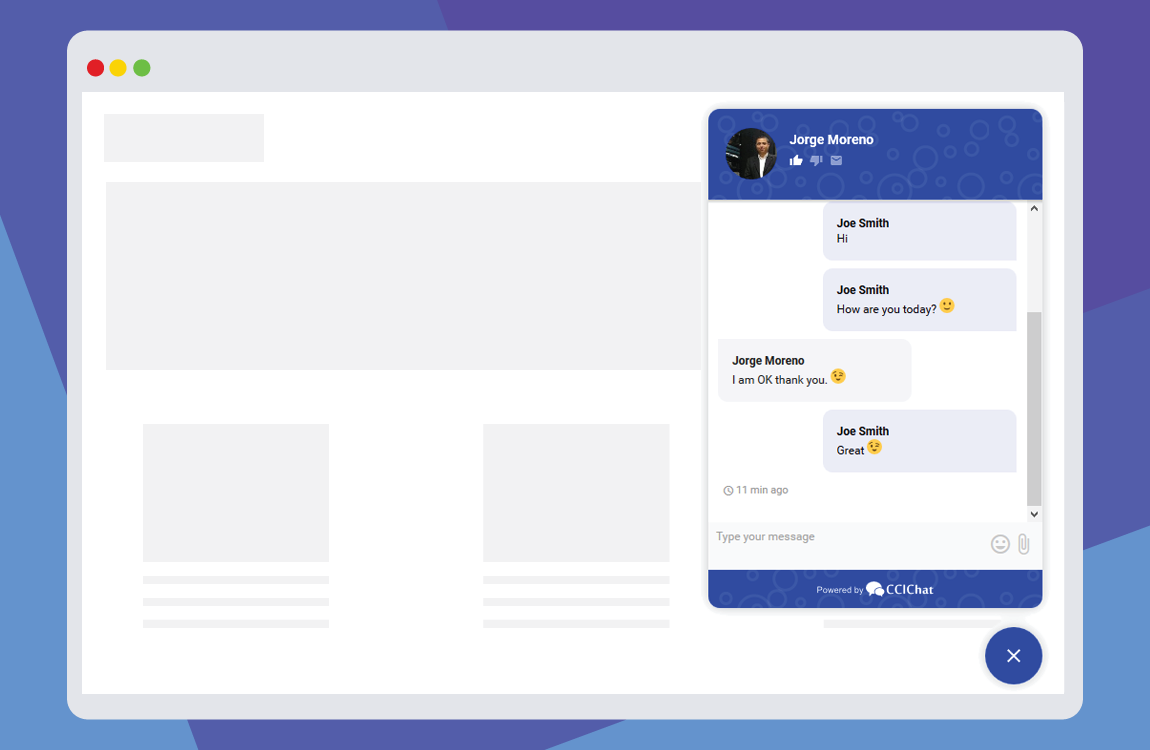 Jorge Moreno
Joe Smith
Hi
Joe Smith
How are you today? 🙂
Jorge Moreno
I am OK thank you. 😉
Joe Smith
Great 😉
11 min ago
Type your message
Powered by CCIChat